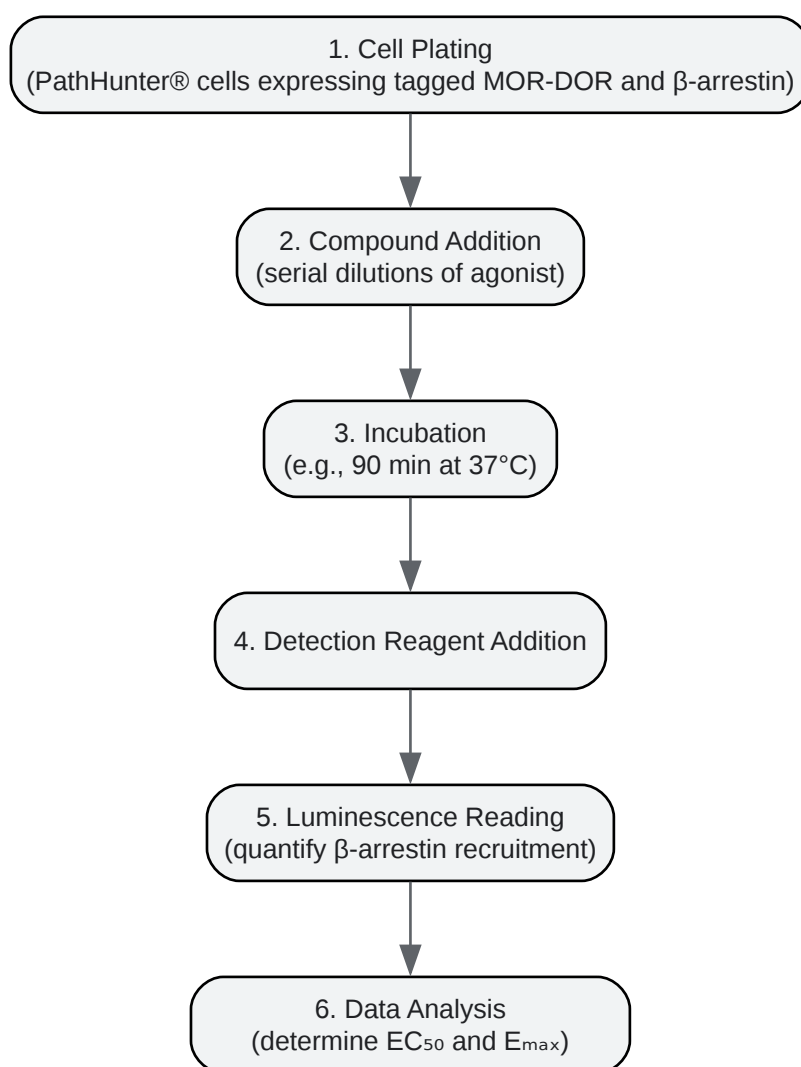 1. Cell Plating
(PathHunter® cells expressing tagged MOR-DOR and β-arrestin)
2. Compound Addition
(serial dilutions of agonist)
3. Incubation
(e.g., 90 min at 37°C)
4. Detection Reagent Addition
5. Luminescence Reading
(quantify β-arrestin recruitment)
6. Data Analysis
(determine EC₅₀ and Eₘₐₓ)